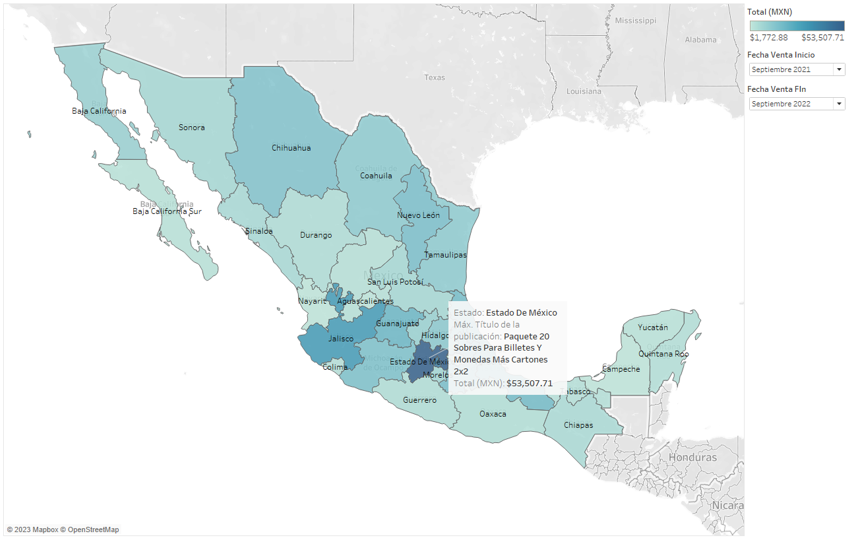 Total (MXN)
$1,772.88 $53,507.71
Fecha Venta Inicio
Septiembre 2021
Fecha Venta FIn
Septiembre 2022
Mississippi
Alabama
Texas
Louisiana
Baja California
Sonora
Chihuahua
Coahuila
Baja California Sur
Nuevo León
Sinaloa
Durango
Tamaulipas
México
San Luis Potosí
Nayarit
Aguascalientes
Guanajuato
Hidalgo
Jalisco
Estado De Méxi
Colima
Morelo
Guerrero
Oaxaca
Chiapas
abasco
Campeche
Yucatán
Quintana Roo
Estado: Estado De México
Máx. Título de la
publicación: Paquete 20
Sobres Para Billetes Y
Monedas Más Cartones
2x2
Total (MXN): $53,507.71
Honduras
Nicara
© 2023 Mapbox © OpenStreetMap